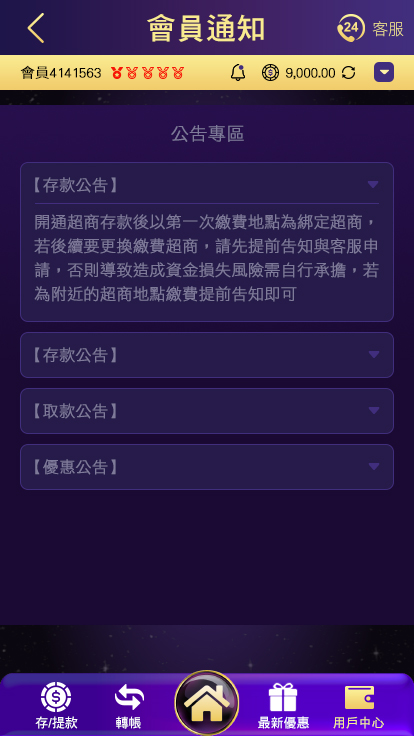 會員通知
24 客服
會員4141563
9,000.00
公告專區
【存款公告】
開通超商存款後以第一次繳費地點為綁定超商，
若後續要更換繳費超商，請先提前告知與客服申
請，否則導致造成資金損失風險需自行承擔，若
為附近的超商地點繳費提前告知即可
【存款公告】
【取款公告】
【優惠公告】
存/提款 轉帳 最新優惠 用戶中心